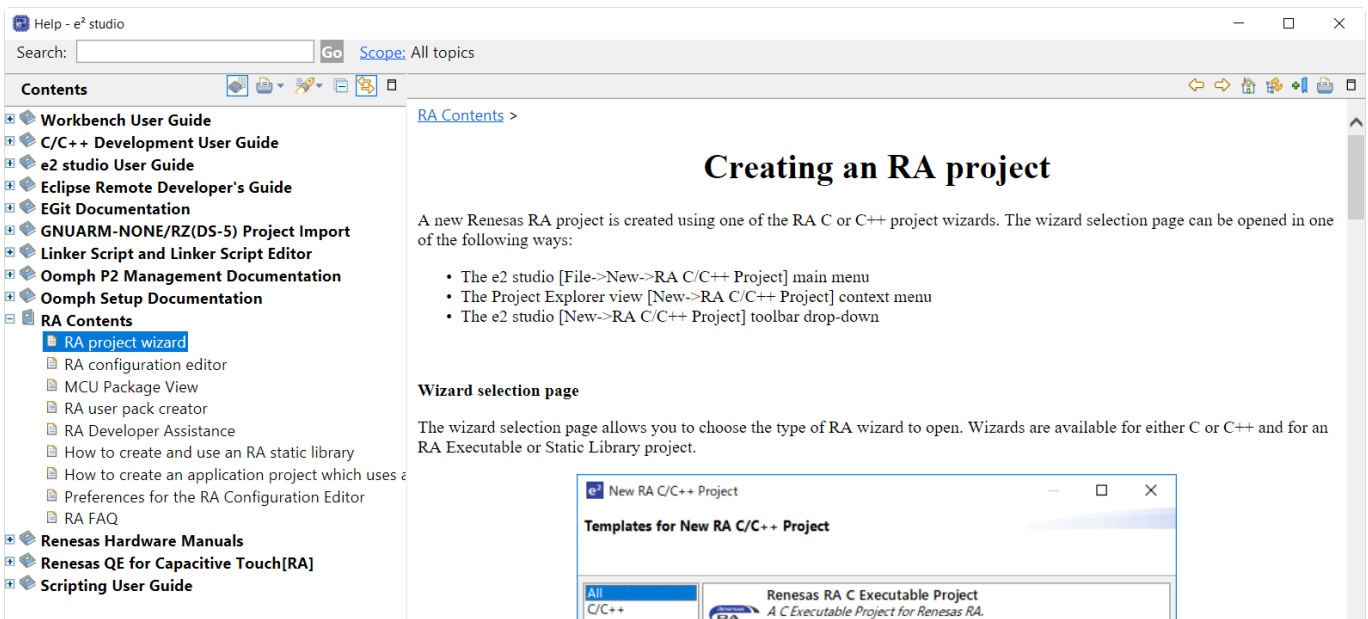 Help - e² studio
Search:
Go
Scope: All topics
Contents
Workbench User Guide
C/C++ Development User Guide
e2 studio User Guide
Eclipse Remote Developer's Guide
EGit Documentation
GNUARM-NONE/RZ(DS-5) Project Import
Linker Script and Linker Script Editor
Oomph P2 Management Documentation
Oomph Setup Documentation
RA Contents
RA project wizard
RA configuration editor
MCU Package View
RA user pack creator
RA Developer Assistance
How to create and use an RA static library
How to create an application project which uses a
Preferences for the RA Configuration Editor
RA FAQ
Renesas Hardware Manuals
Renesas QE for Capacitive Touch[RA]
Scripting User Guide
RA Contents >
Creating an RA project
A new Renesas RA project is created using one of the RA C or C++ project wizards. The wizard selection page can be opened in one
of the following ways:
• The e2 studio [File->New->RA C/C++ Project] main menu
• The Project Explorer view [New->RA C/C++ Project] context menu
• The e2 studio [New->RA C/C++ Project] toolbar drop-down
Wizard selection page
The wizard selection page allows you to choose the type of RA wizard to open. Wizards are available for either C or C++ and for an
RA Executable or Static Library project.
e² New RA C/C++ Project
Templates for New RA C/C++ Project
All
C/C++
RENESAS
RA
Renesas RA C Executable Project
A C Executable Project for Renesas RA.